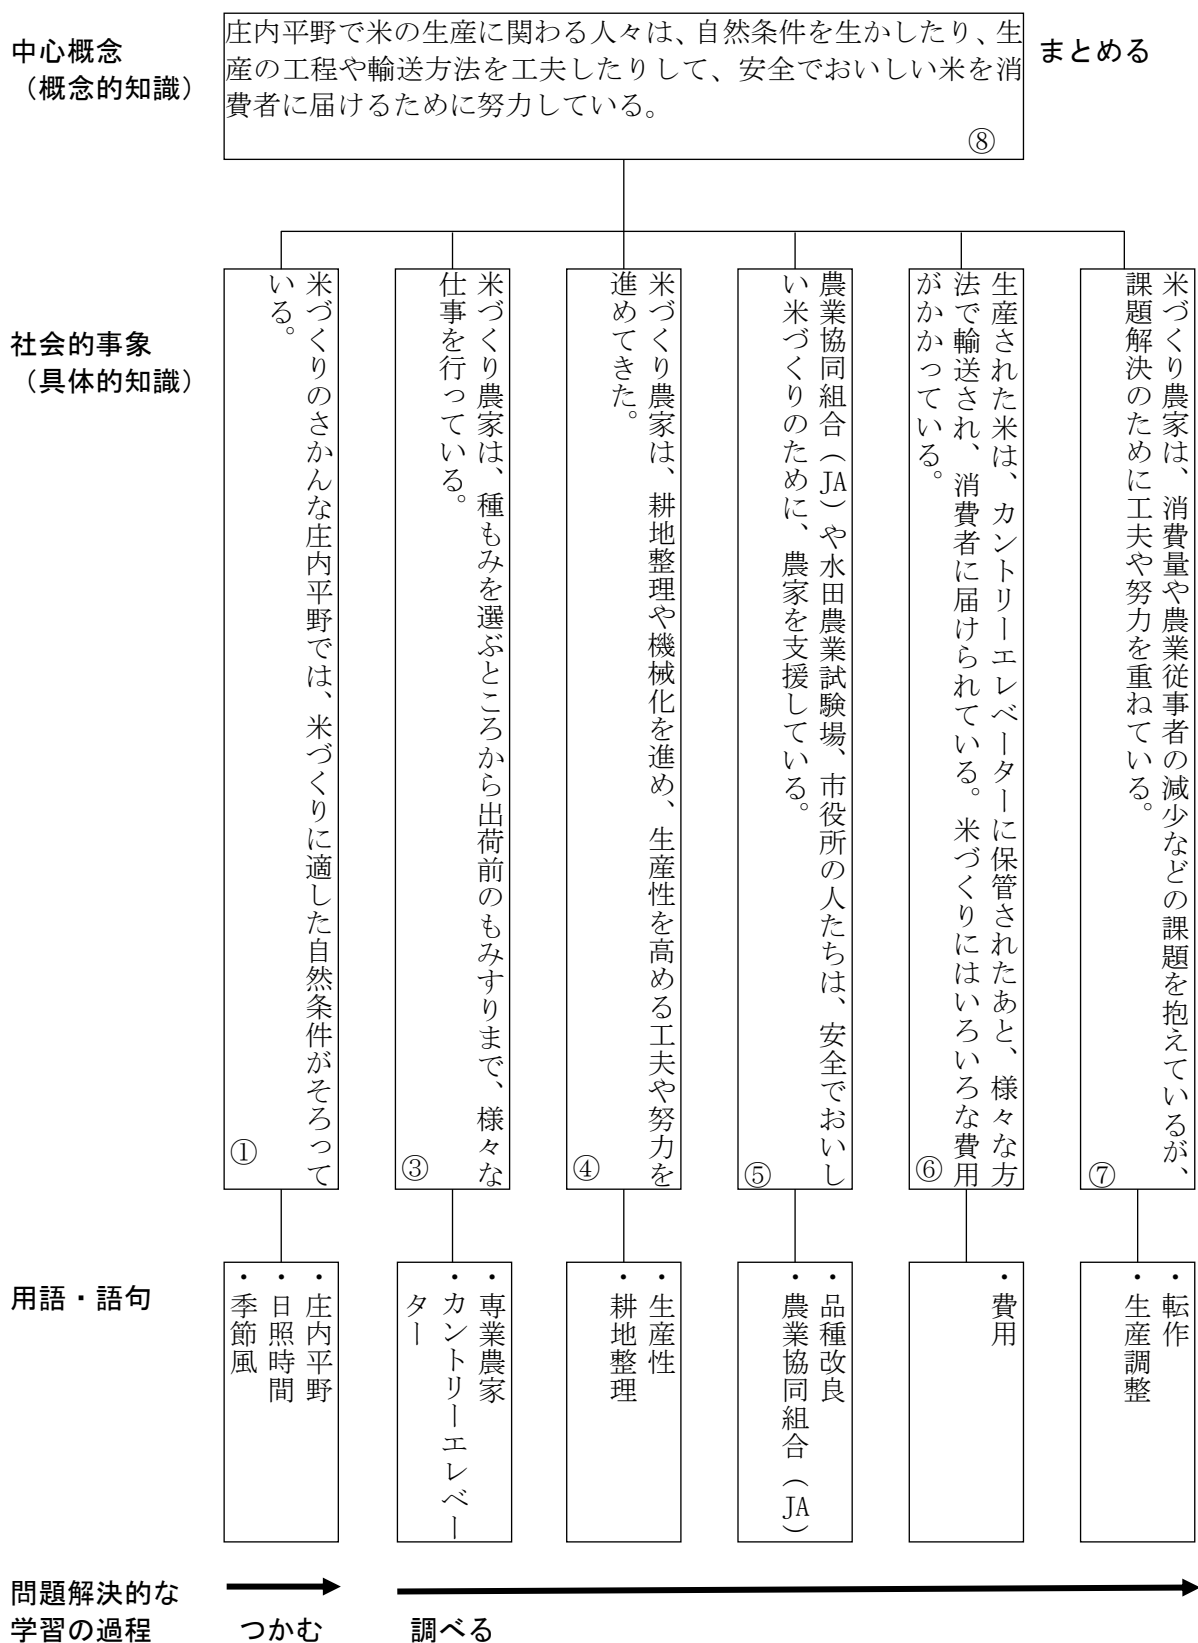 中心概念
（概念的知識）
庄内平野で米の生産に関わる人々は、自然条件を生かしたり、生
産の工程や輸送方法を工夫したりして、安全でおいしい米を消
費者に届けるために努力している。
⑧
まとめる
社会的事象
（具体的知識）
米づくりのさかんな庄内平野では、米づくりに適した自然条件がそろって
いる。
①
米づくり農家は、種もみを選ぶところから出荷前のもみすりまで、様々な
仕事を行っている。
③
米づくり農家は、耕地整理や機械化を進め、生産性を高める工夫や努力を
進めてきた。
④
農業協同組合（JA）や水田農業試験場、市役所の人たちは、安全でおいし
い米づくりのために、農家を支援している。
⑤
生産された米は、カントリーエレベーターに保管されたあと、様々な方
法で輸送され、消費者に届けられている。米づくりにはいろいろな費用
がかかっている。
⑥
米づくり農家は、消費量や農業従事者の減少などの課題を抱えているが、
課題解決のために工夫や努力を重ねている。
⑦
用語・語句
・庄内平野
・日照時間
・季節風
・専業農家
・カントリーエレベー
ター
・生産性
・耕地整理
・品種改良
・農業協同組合（JA）
・費用
・転作
・生産調整
問題解決的な
学習の過程
つかむ
調べる